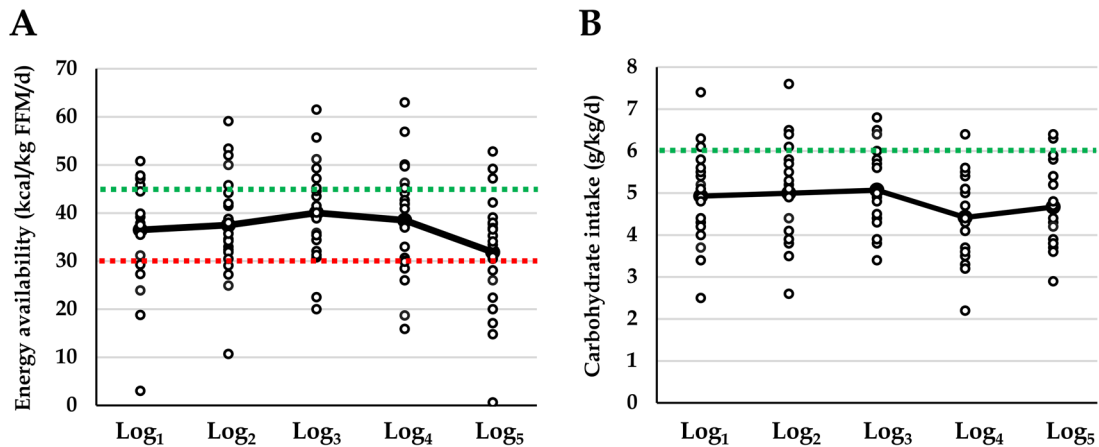 A
Energy availability (kcal/kg FFM/d)
70
60
50
40
30
20
10
0
Log₁ Log₂ Log₃ Log₄ Log₅
B
Carbohydrate intake (g/kg/d)
8
7
6
5
4
3
2
1
0
Log₁ Log₂ Log₃ Log₄ Log₅